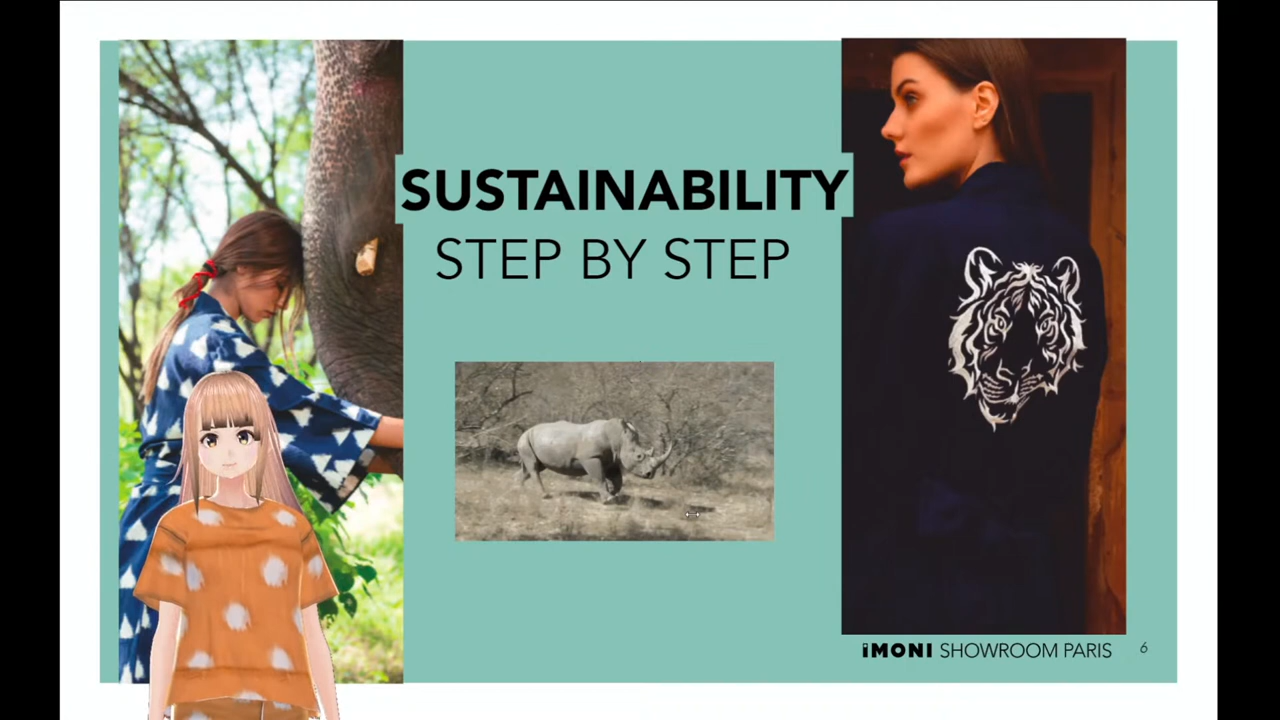 SUSTAINABILITY
STEP BY STEP
iMONI SHOWROOM PARIS
6